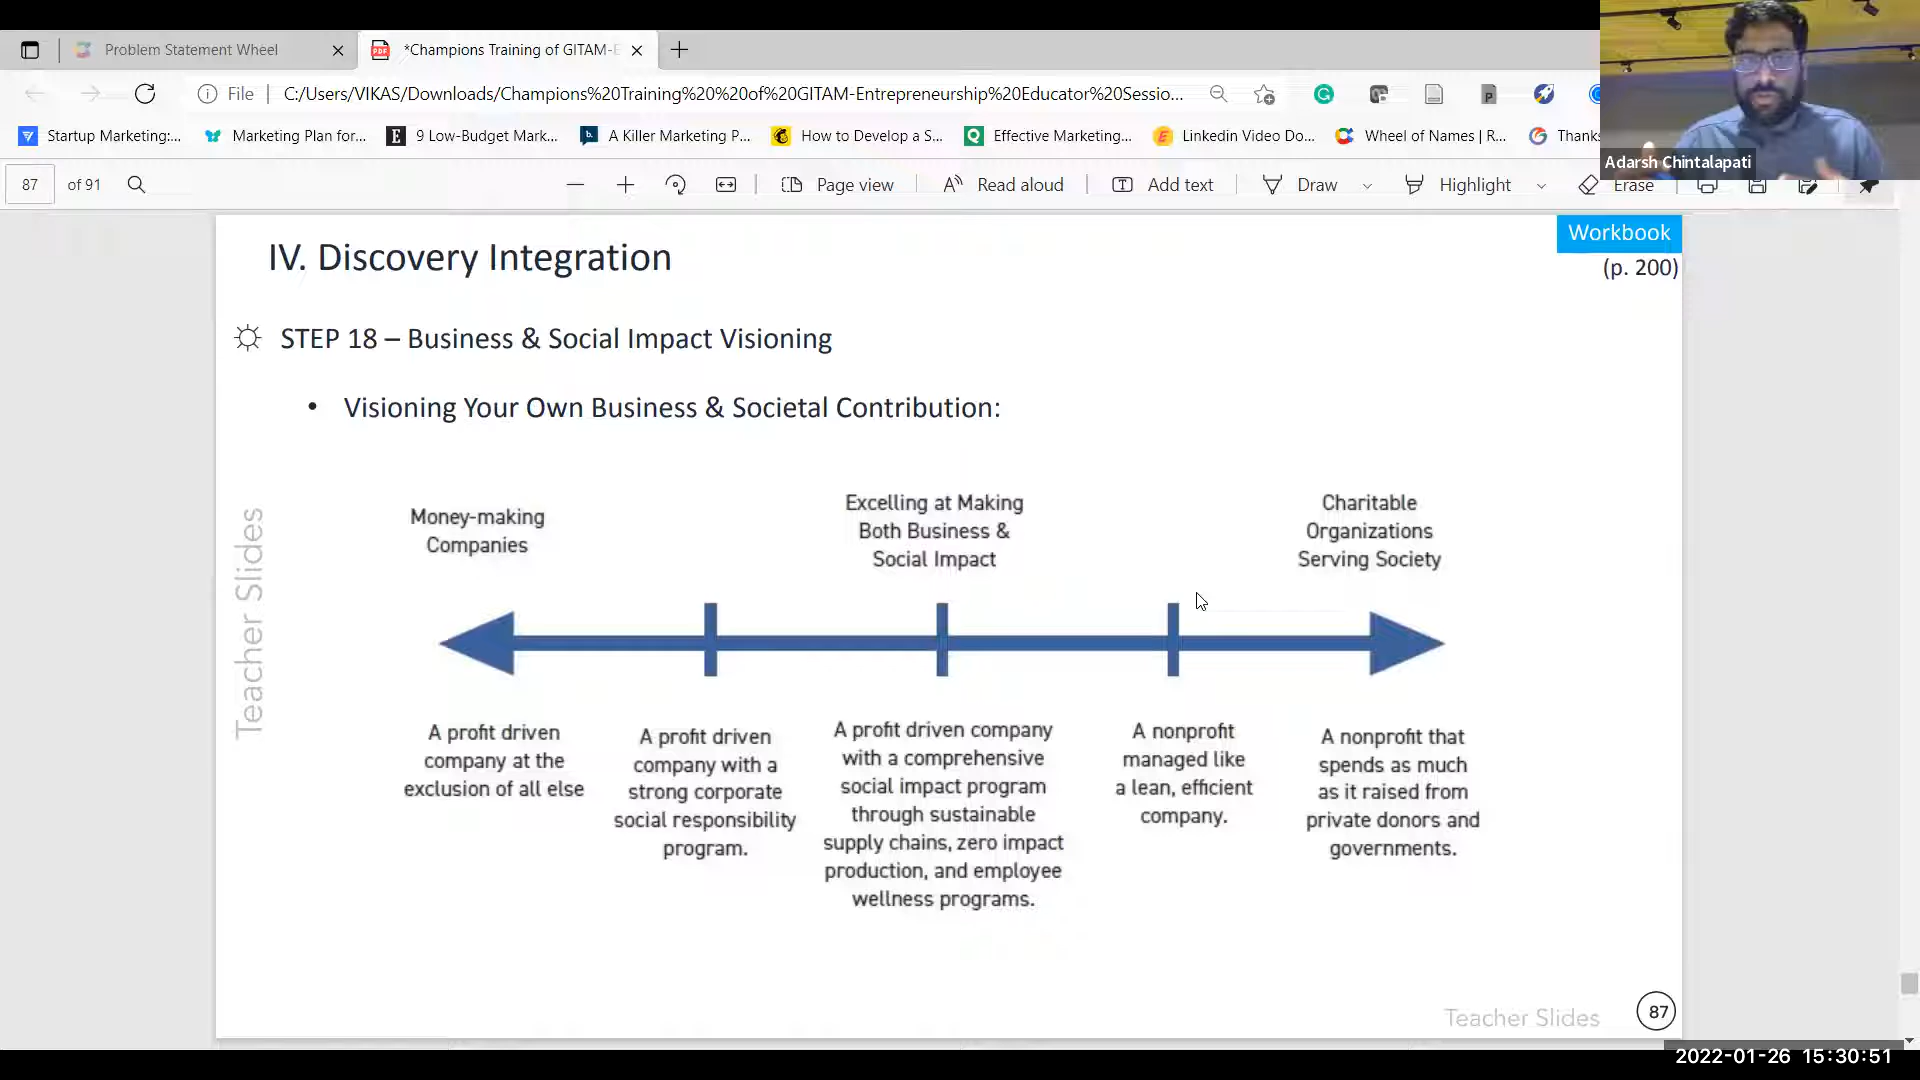 Problem Statement Wheel
*Champions Training of GITAM-E
File
C:/Users/VIKAS/Downloads/Champions%20Training%20%20of%20GITAM-Entrepreneurship%20Educator%20Sessio...
Startup Marketing:...
Marketing Plan for...
9 Low-Budget Mark...
A Killer Marketing P...
How to Develop a S...
Effective Marketing...
Linkedin Video Do...
Wheel of Names | R...
Thanks
Adarsh Chintalapati
87 of 91
Page view
Read aloud
Add text
Draw
Highlight
Erase
IV. Discovery Integration
Workbook
(p. 200)
STEP 18 – Business & Social Impact Visioning
• Visioning Your Own Business & Societal Contribution:
Teacher Slides
Money-making
Companies
Excelling at Making
Both Business &
Social Impact
Charitable
Organizations
Serving Society
A profit driven
company at the
exclusion of all else
A profit driven
company with a
strong corporate
social responsibility
program.
A profit driven company
with a comprehensive
social impact program
through sustainable
supply chains, zero impact
production, and employee
wellness programs.
A nonprofit
managed like
a lean, efficient
company.
A nonprofit that
spends as much
as it raised from
private donors and
governments.
Teacher Slides
87
2022-01-26 15:30:51